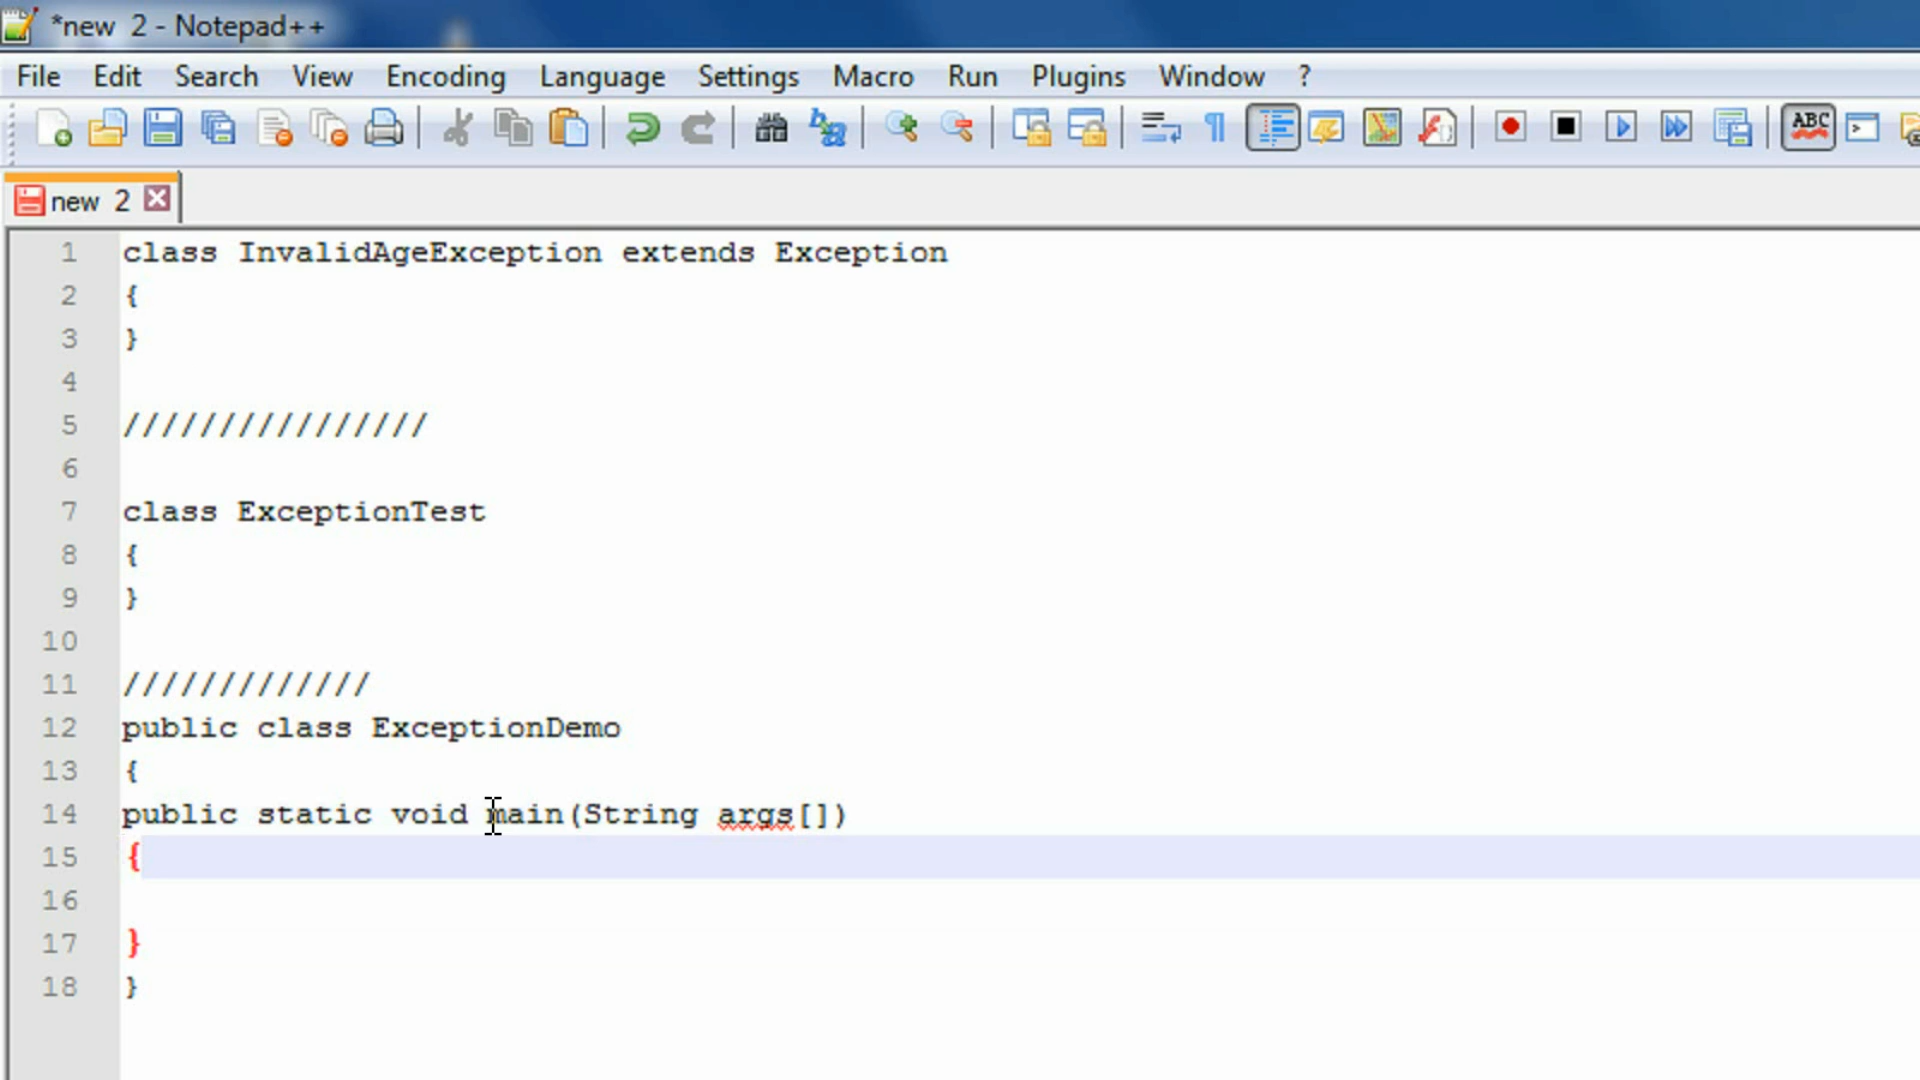 *new 2 - Notepad++
File Edit Search View Encoding Language Settings Macro Run Plugins Window ?
ABC
new 2
1 class InvalidAgeException extends Exception
2 {
3 }
4
5 ////////////////
6
7 class ExceptionTest
8 {
9 }
10
11 /////////////
12 public class ExceptionDemo
13 {
14 public static void main(String args[])
15 {
16
17 }
18 }